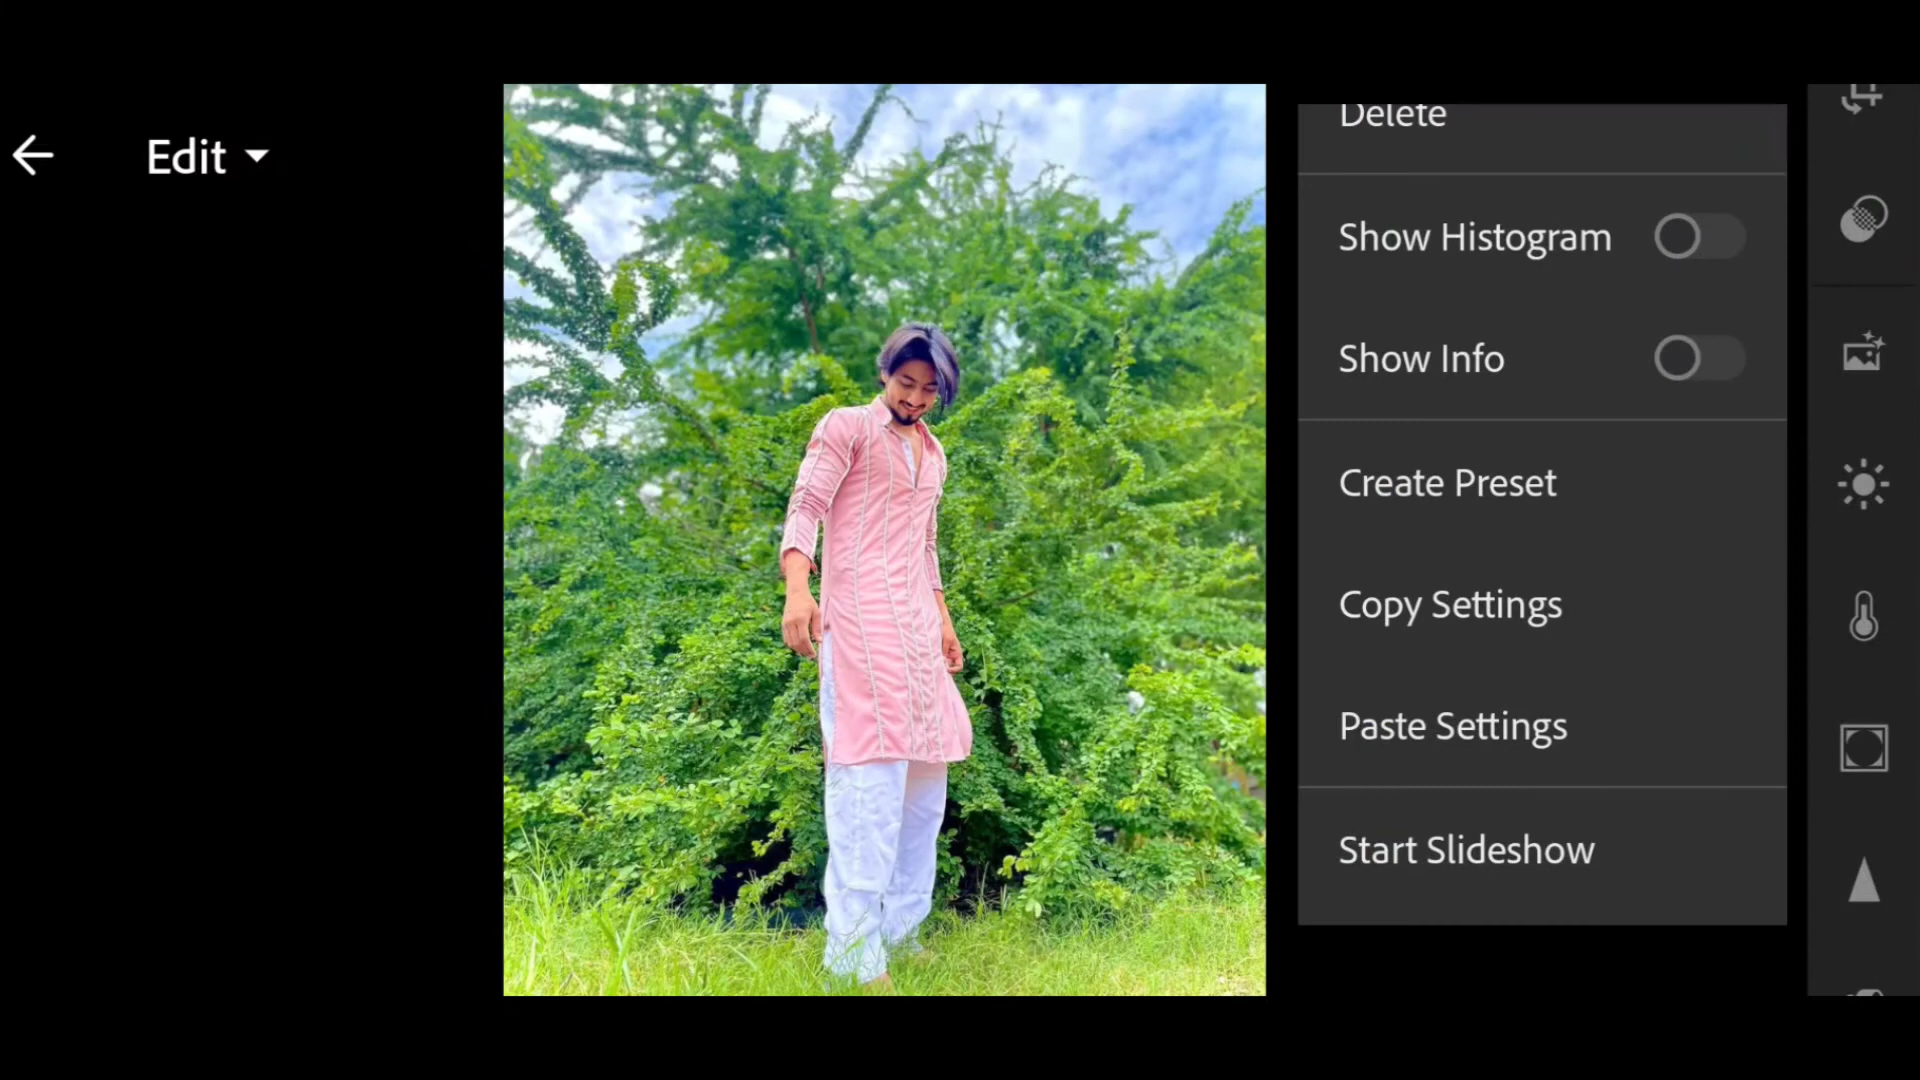 Edit
Delete
Show Histogram
Show Info
Create Preset
Copy Settings
Paste Settings
Start Slideshow